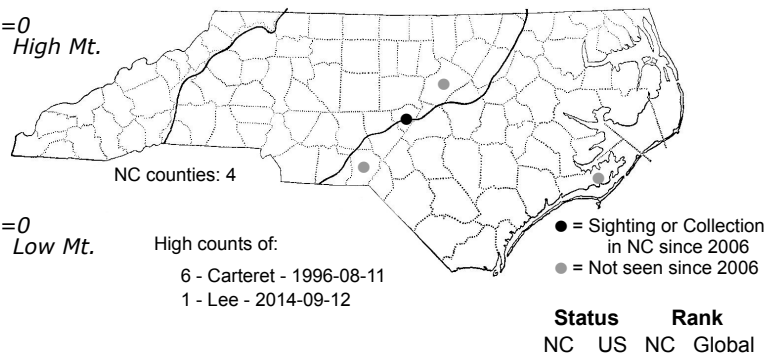 =0
High Mt.
NC counties: 4
=0
Low Mt.
High counts of:
6 - Carteret - 1996-08-11
1 - Lee - 2014-09-12
● = Sighting or Collection
in NC since 2006
● = Not seen since 2006
Status Rank
NC US NC Global